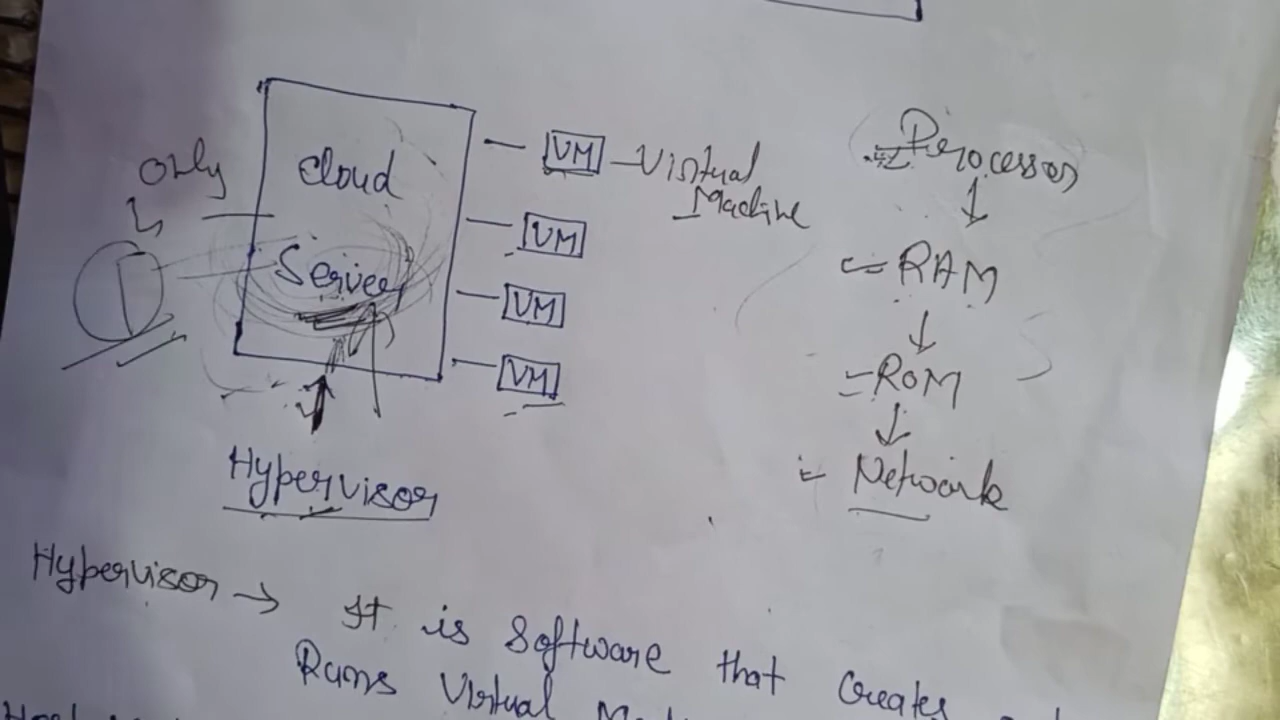 only
Cloud
Server
VM
Virtual
Machine
VM
VM
VM
Processor
RAM
ROM
Network
Hypervisor
Hypervisor → It is Software that Creates
Runs Virtual